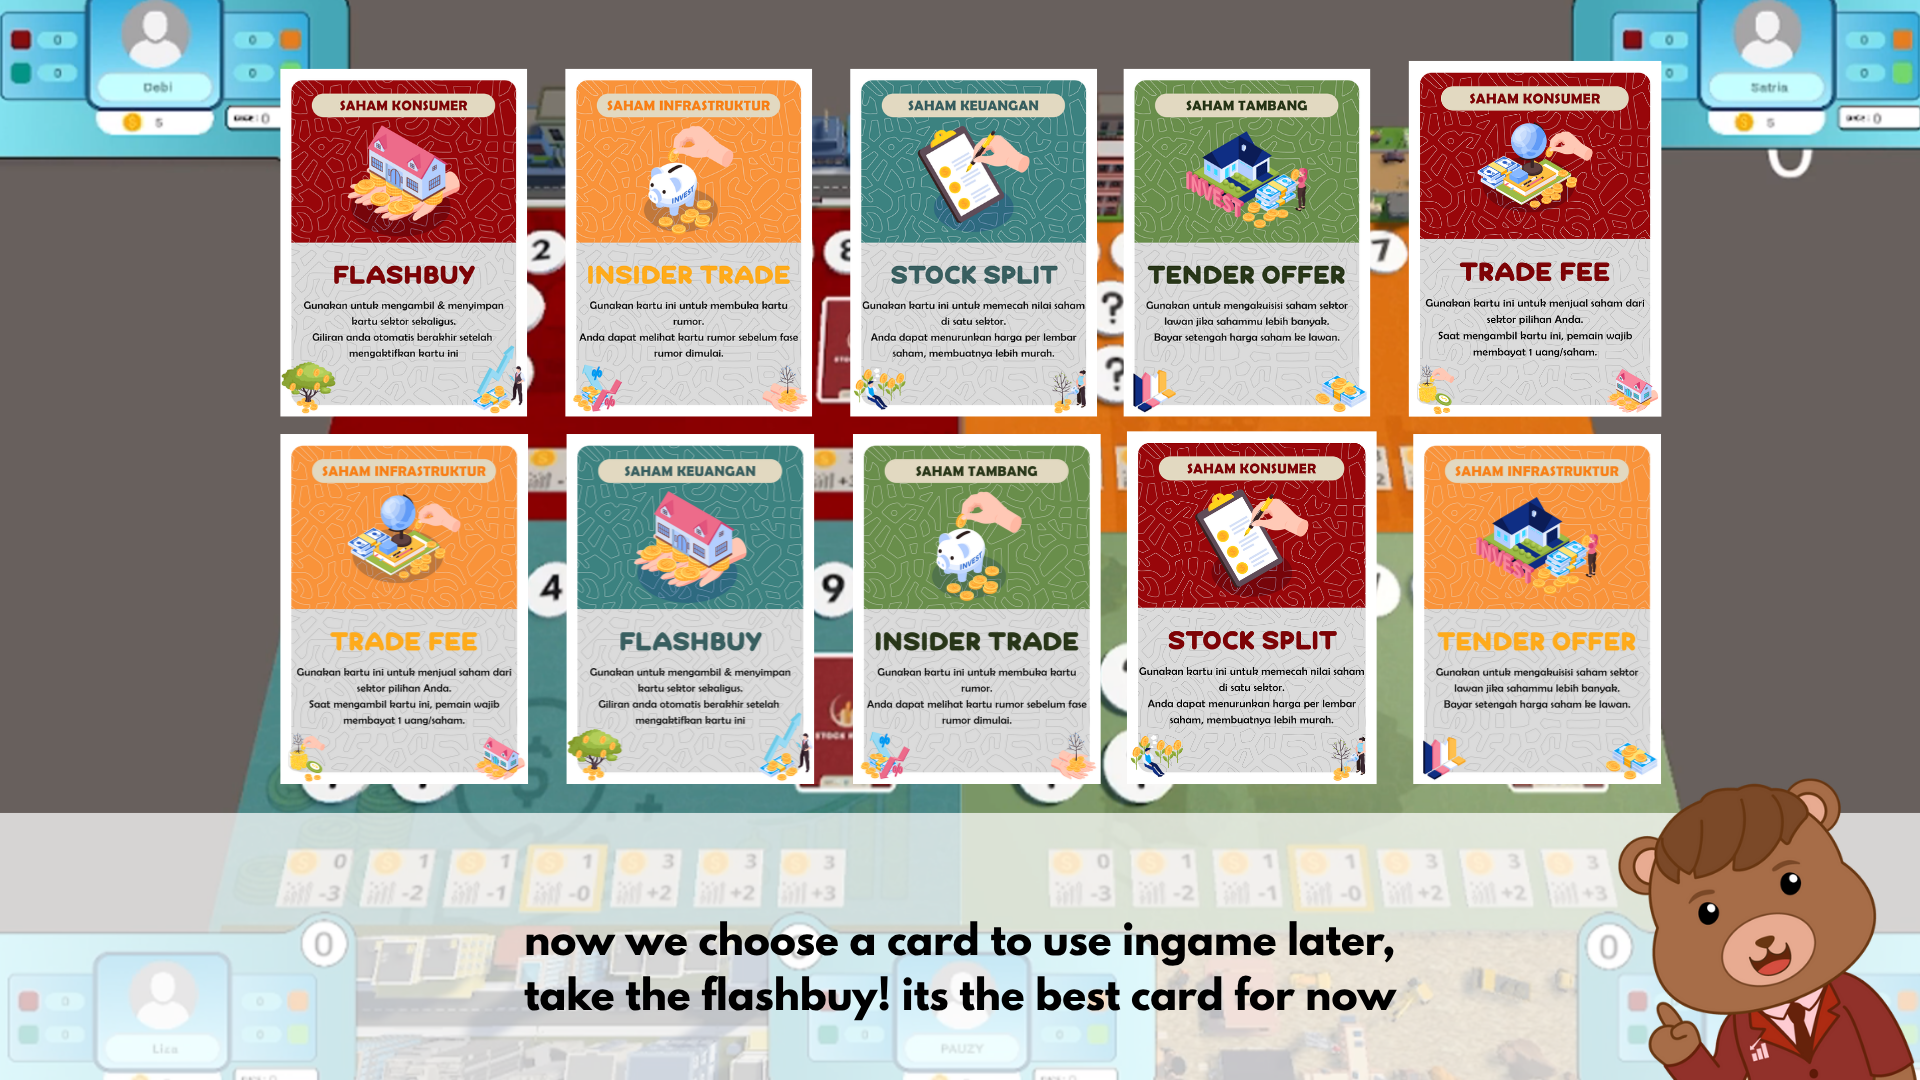 0
0
0
0
Debi
5
0
0
0
0
Satria
5
0
SAHAM KONSUMER
FLASHBUY
Gunakan untuk mengambil & menyimpan
kartu sektor sekaligus.
Giliran anda otomatis berakhir setelah
mengaktifkan kartu ini
SAHAM INFRASTRUKTUR
INVEST
INSIDER TRADE
Gunakan kartu ini untuk membuka kartu
rumor.
Anda dapat melihat kartu rumor sebelum fase
rumor dimulai.
SAHAM KEUANGAN
STOCK SPLIT
Gunakan kartu ini untuk memecah nilai saham
di satu sektor.
Anda dapat menurunkan harga per lembar
saham, membuatnya lebih murah.
SAHAM TAMBANG
INVEST
TENDER OFFER
Gunakan untuk mengakuisisi saham sektor
lawan jika sahammu lebih banyak.
Bayar setengah harga saham ke lawan.
SAHAM KONSUMER
TRADE FEE
Gunakan kartu ini untuk menjual saham dari
sektor pilihan Anda.
Saat mengambil kartu ini, pemain wajib
membayat 1 uang/saham.
2
8
7
?
?
SAHAM INFRASTRUKTUR
TRADE FEE
Gunakan kartu ini untuk menjual saham dari
sektor pilihan Anda.
Saat mengambil kartu ini, pemain wajib
membayat 1 uang/saham.
SAHAM KEUANGAN
FLASHBUY
Gunakan untuk mengambil & menyimpan
kartu sektor sekaligus.
Giliran anda otomatis berakhir setelah
mengaktifkan kartu ini
SAHAM TAMBANG
INVEST
INSIDER TRADE
Gunakan kartu ini untuk membuka kartu
rumor.
Anda dapat melihat kartu rumor sebelum fase
rumor dimulai.
SAHAM KONSUMER
STOCK SPLIT
Gunakan kartu ini untuk memecah nilai saham
di satu sektor.
Anda dapat menurunkan harga per lembar
saham, membuatnya lebih murah.
SAHAM INFRASTRUKTUR
INVEST
TENDER OFFER
Gunakan untuk mengakuisisi saham sektor
lawan jika sahammu lebih banyak.
Bayar setengah harga saham ke lawan.
4
9
0 1 1 1 3 3 3
-3 -2 -1 -0 +2 +2 +3
0 1 1 1 3 3 3
-3 -2 -1 -0 +2 +2 +3
0
0
now we choose a card to use ingame later,
take the flashbuy! its the best card for now
Liza
PAUZY